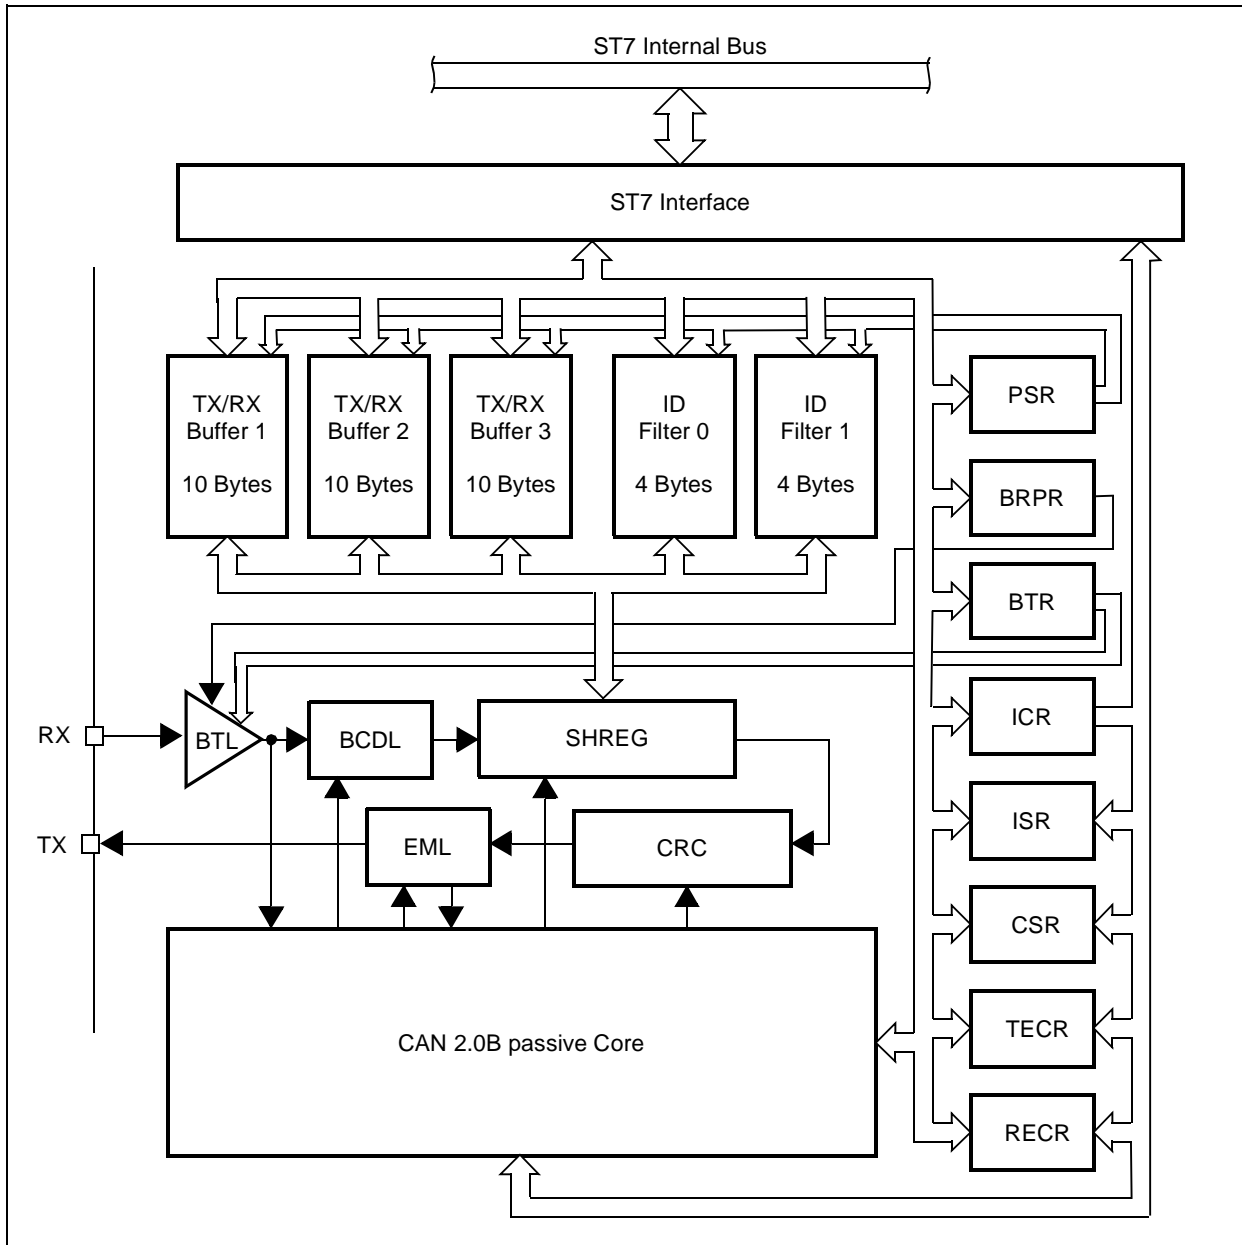 ST7 Internal Bus
ST7 Interface
TX/RX
Buffer 1
10 Bytes
TX/RX
Buffer 2
10 Bytes
TX/RX
Buffer 3
10 Bytes
ID
Filter 0
4 Bytes
ID
Filter 1
4 Bytes
PSR
BRPR
BTR
ICR
ISR
CSR
TECR
RECR
RX
BTL
BCDL
SHREG
TX
EML
CRC
CAN 2.0B passive Core